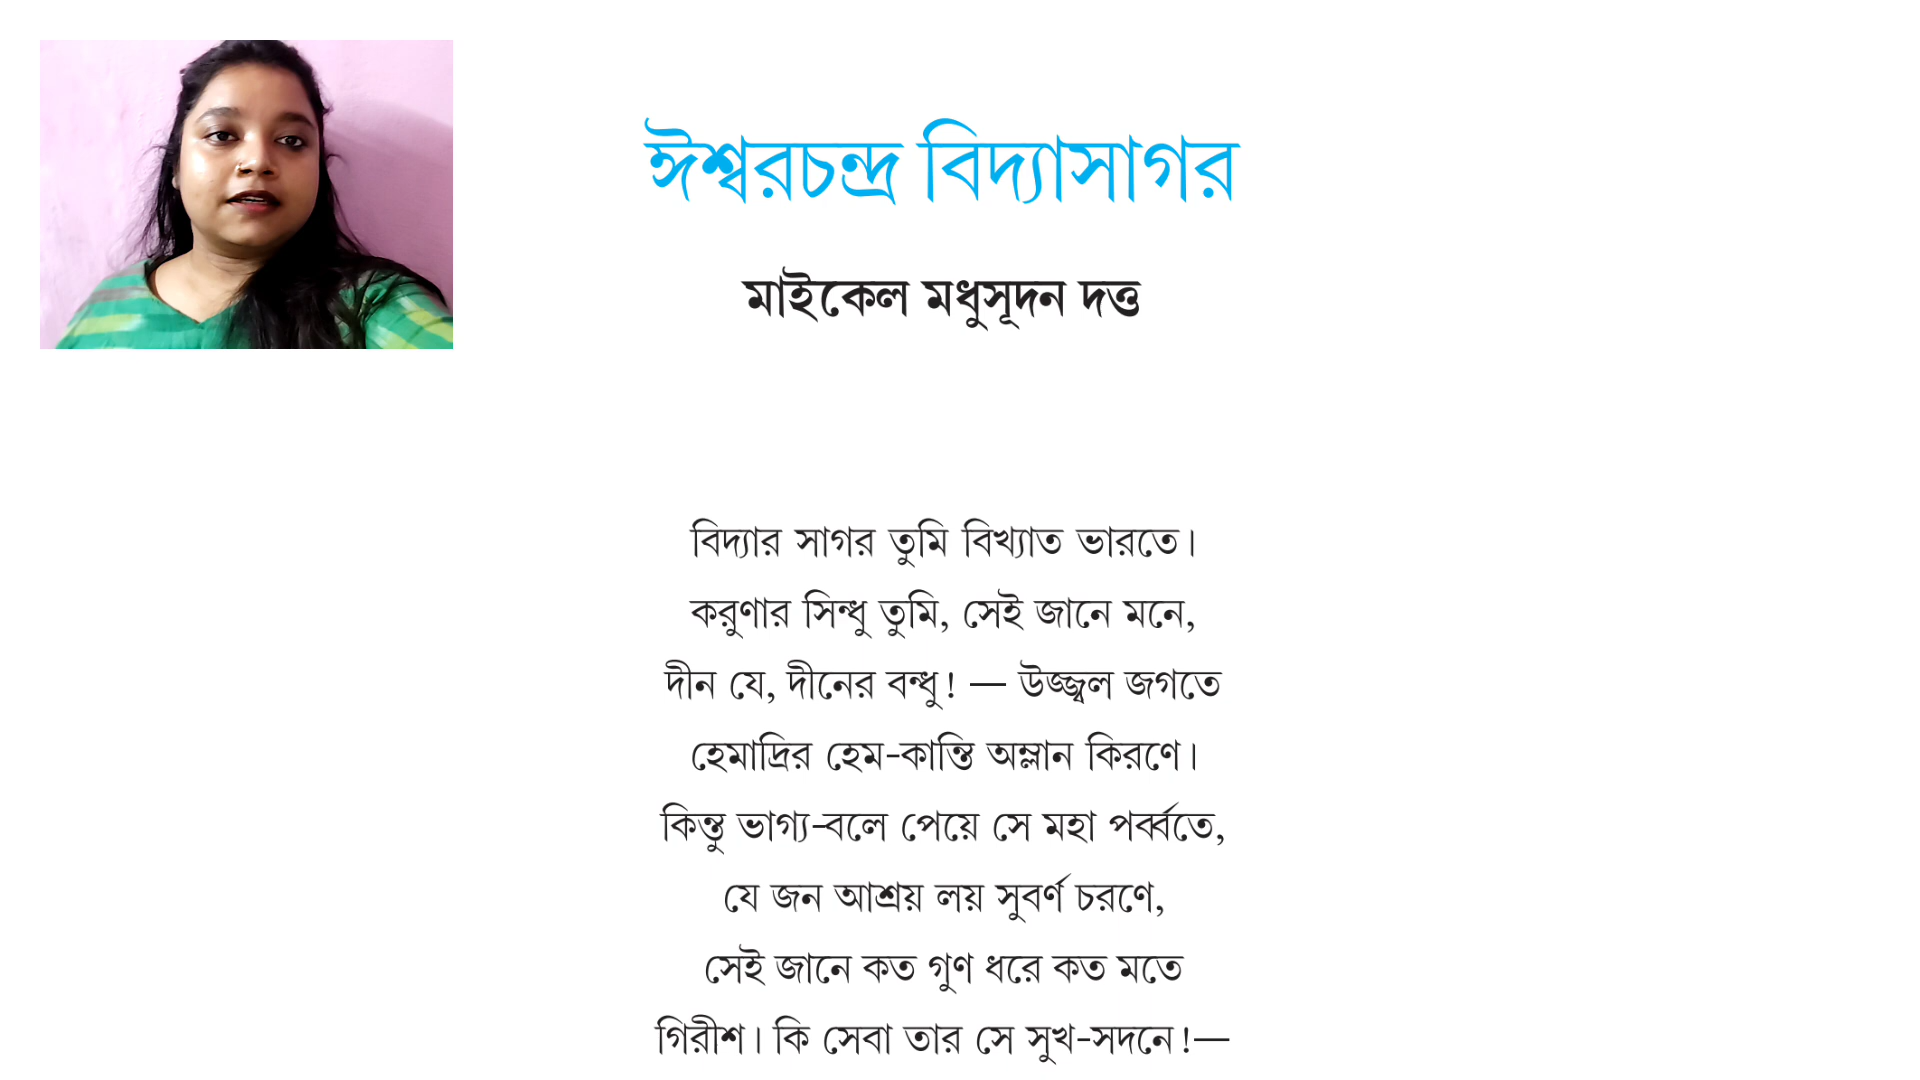 ঈশ্বরচন্দ্র বিদ্যাসাগর
মাইকেল মধুসূদন দত্ত
বিদ্যার সাগর তুমি বিখ্যাত ভারতে।
করুণার সিন্ধু তুমি, সেই জানে মনে,
দীন যে, দীনের বন্ধু! — উজ্জ্বল জগতে
হেমাদ্রির হেম-কান্তি অম্লান কিরণে।
কিন্তু ভাগ্য-বলে পেয়ে সে মহা পর্ব্বতে,
যে জন আশ্রয় লয় সুবর্ণ চরণে,
সেই জানে কত গুণ ধরে কত মতে
গিরীশ। কি সেবা তার সে সুখ-সদনে!—